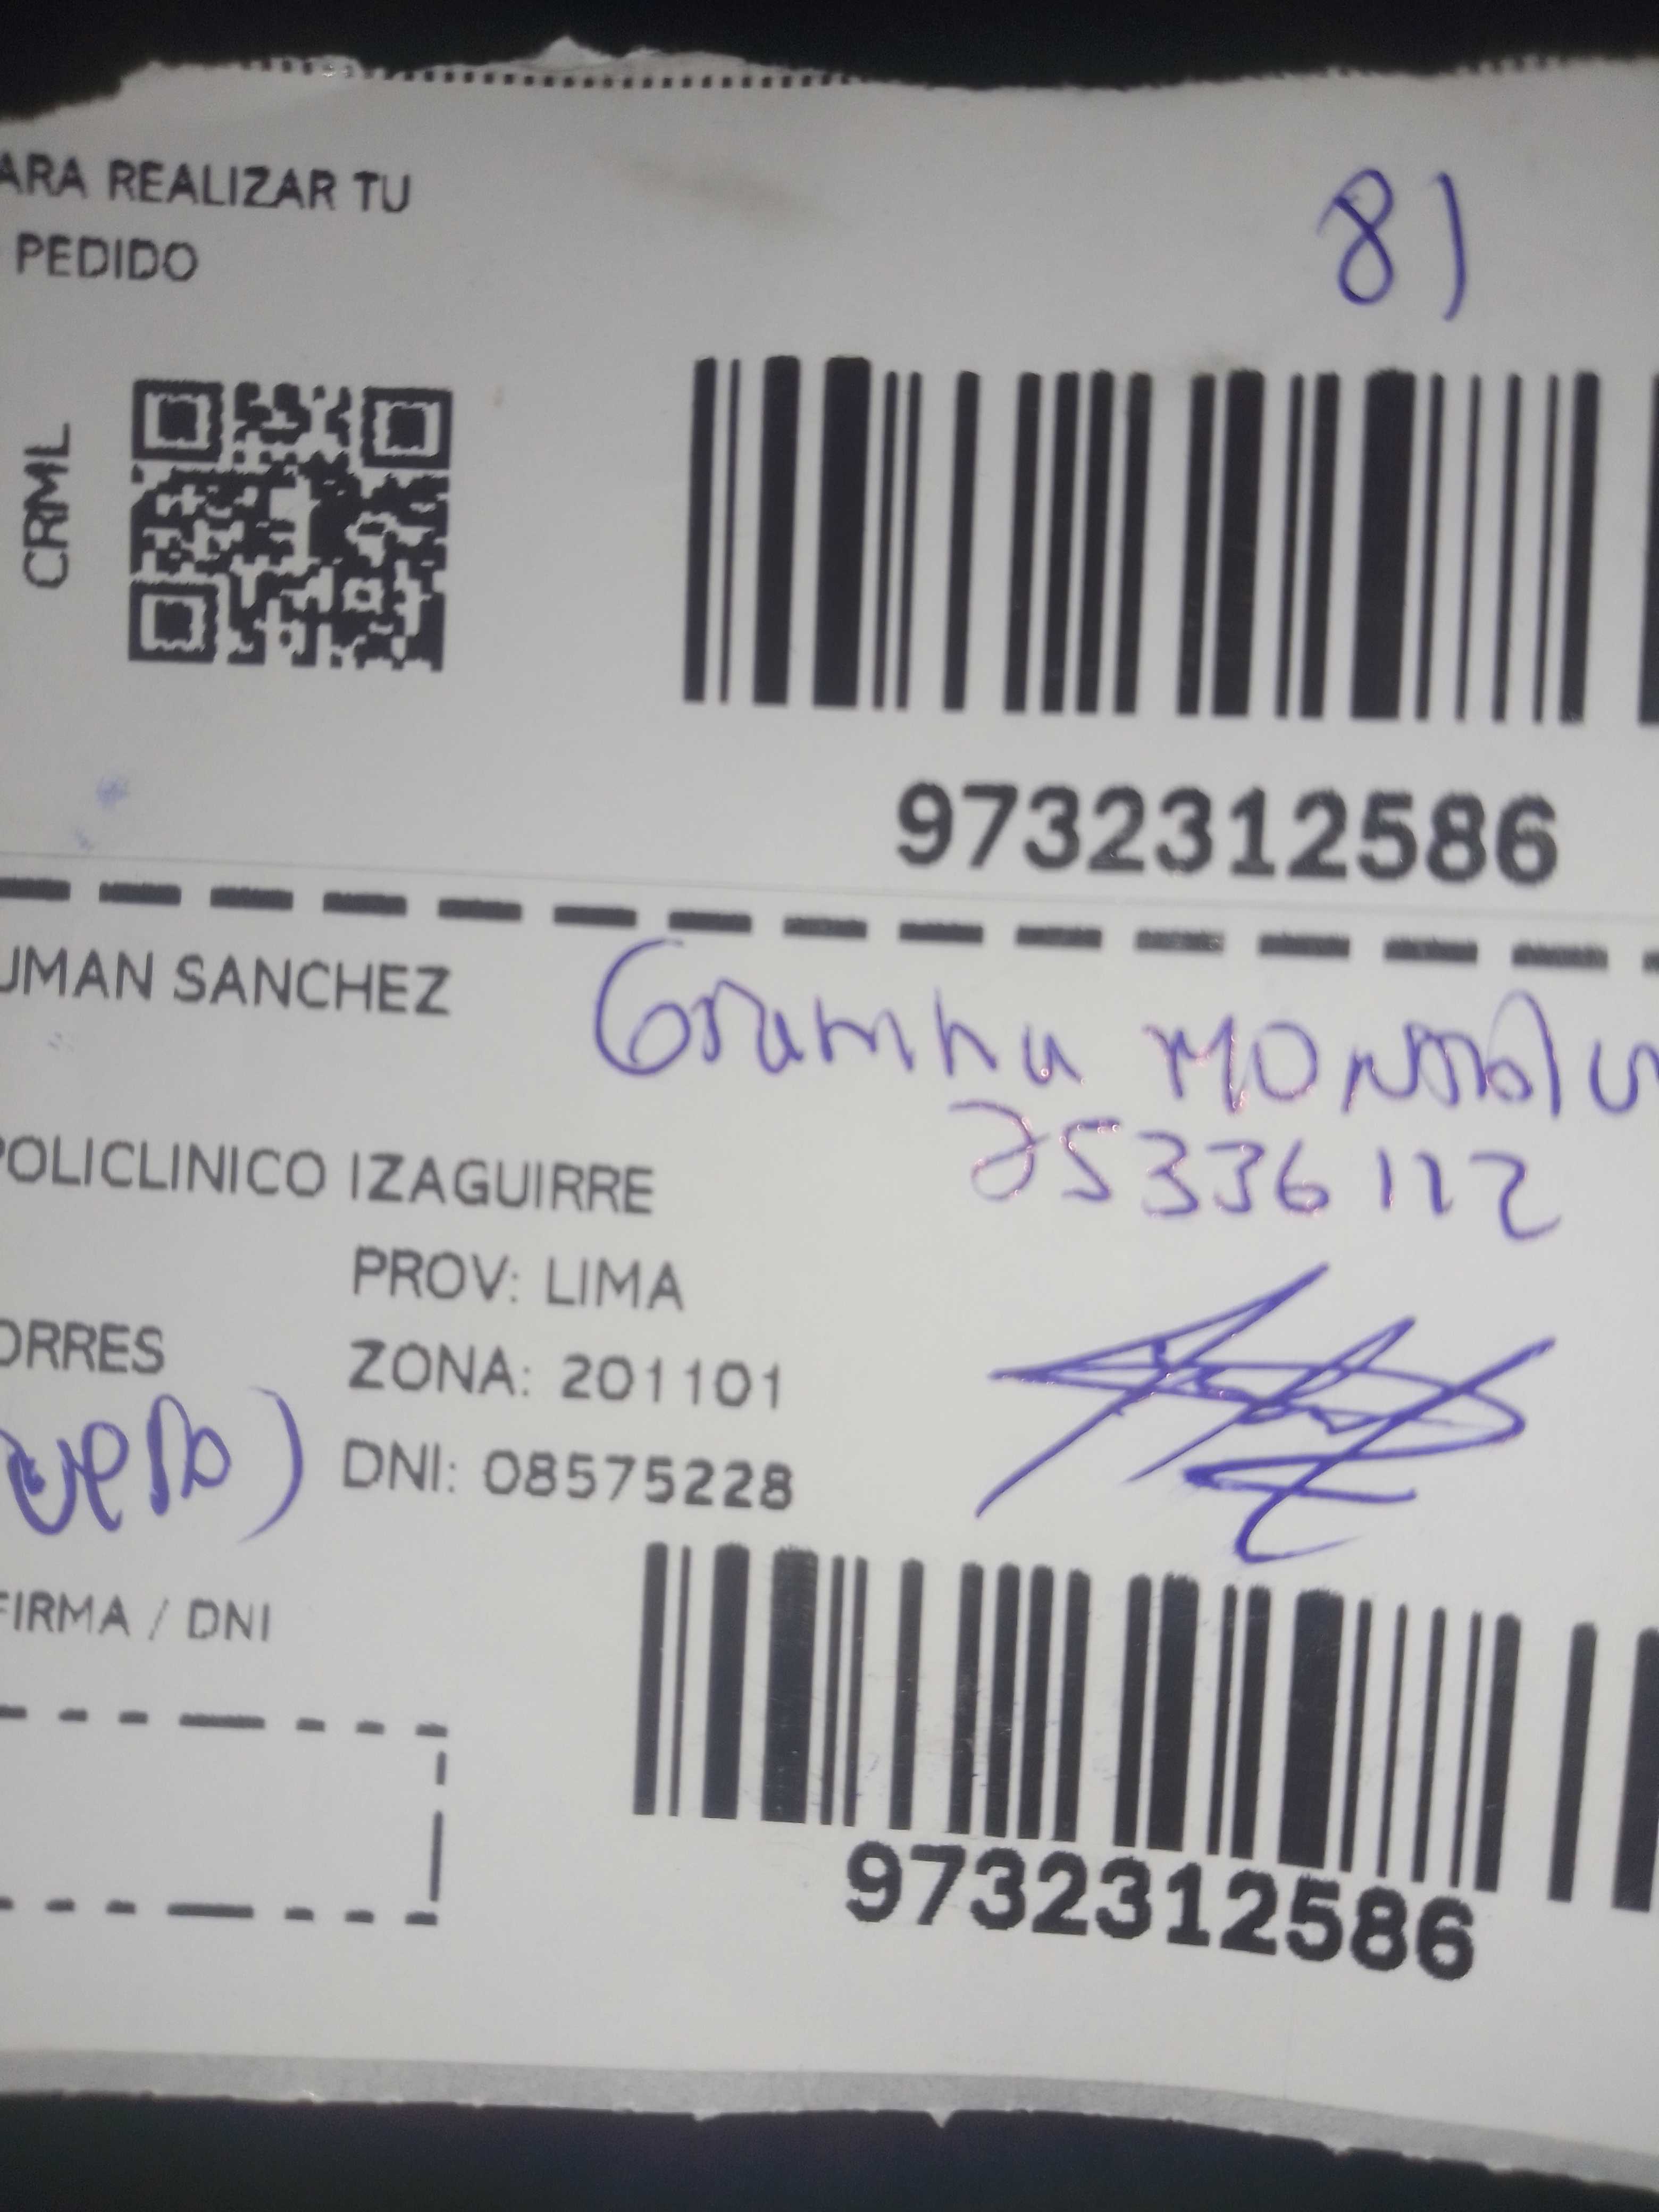 ARA REALIZAR TU
PEDIDO
81
CRML
9732312586
UMAN SANCHEZ
25336112
POLICLINICO IZAGUIRRE
PROV: LIMA
ORRES
ZONA: 201101
DNI: 08575228
FIRMA / DNI
9732312586